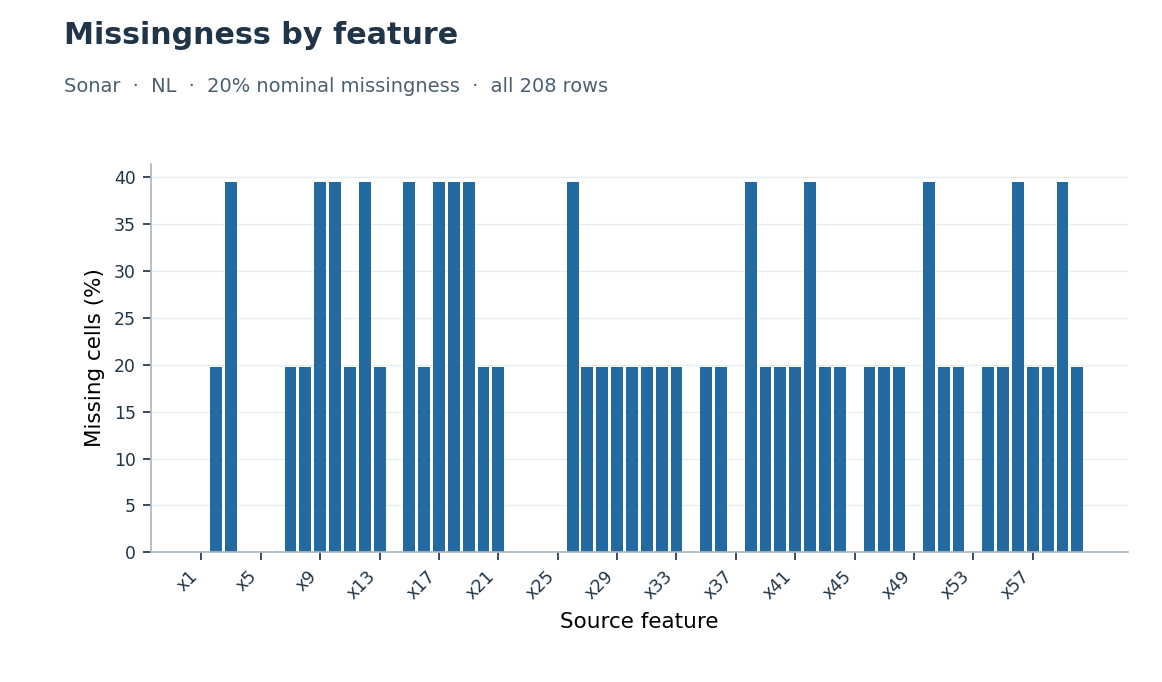 Missingness by feature
Sonar · NL · 20% nominal missingness · all 208 rows
Missing cells (%)
40
35
30
25
20
15
10
5
0
x1 x5 x9 x13 x17 x21 x25 x29 x33 x37 x41 x45 x49 x53 x57
Source feature